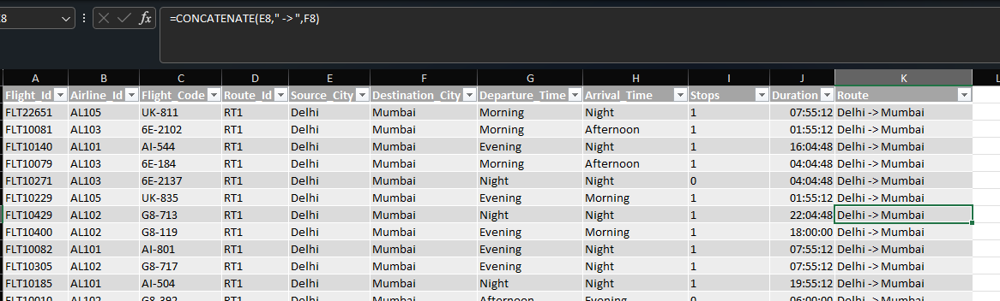 8
fx =CONCATENATE(E8," -> ",F8)
A B C D E F G H I J K L
Flight_Id Airline_Id Flight_Code Route_Id Source_City Destination_City Departure_Time Arrival_Time Stops Duration Route
FLT22651 AL105 UK-811 RT1 Delhi Mumbai Morning Night 1 07:55:12 Delhi -> Mumbai
FLT10081 AL103 6E-2102 RT1 Delhi Mumbai Morning Afternoon 1 01:55:12 Delhi -> Mumbai
FLT10140 AL101 AI-544 RT1 Delhi Mumbai Evening Night 1 16:04:48 Delhi -> Mumbai
FLT10079 AL103 6E-184 RT1 Delhi Mumbai Morning Afternoon 1 04:04:48 Delhi -> Mumbai
FLT10271 AL103 6E-2137 RT1 Delhi Mumbai Night Night 0 04:04:48 Delhi -> Mumbai
FLT10229 AL105 UK-835 RT1 Delhi Mumbai Evening Morning 1 01:55:12 Delhi -> Mumbai
FLT10429 AL102 G8-713 RT1 Delhi Mumbai Night Night 1 22:04:48 Delhi -> Mumbai
FLT10400 AL102 G8-119 RT1 Delhi Mumbai Evening Morning 1 18:00:00 Delhi -> Mumbai
FLT10082 AL101 AI-801 RT1 Delhi Mumbai Evening Night 1 07:55:12 Delhi -> Mumbai
FLT10305 AL102 G8-717 RT1 Delhi Mumbai Evening Night 1 07:55:12 Delhi -> Mumbai
FLT10185 AL101 AI-504 RT1 Delhi Mumbai Night Night 1 19:55:12 Delhi -> Mumbai
FLT10010 AL102 G8-392 RT1 Delhi Mumbai Afternoon Evening 0 06:00:00 Delhi -> Mumbai